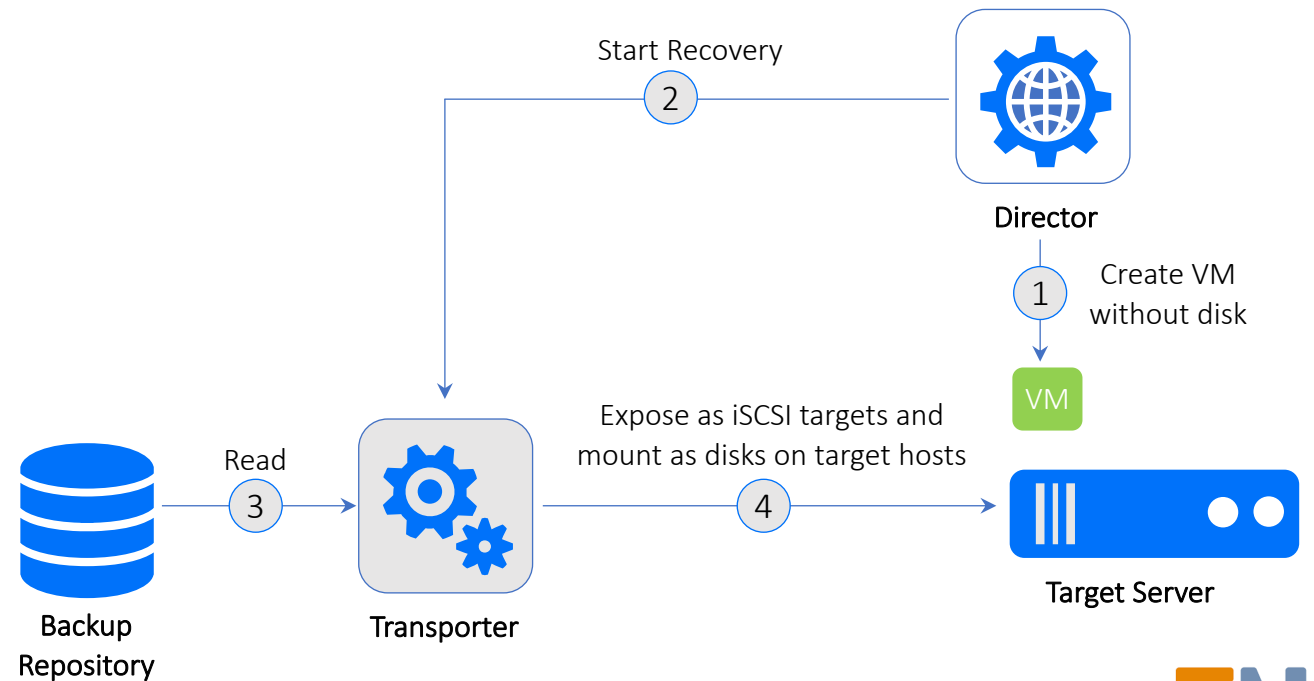 Start Recovery
2
Director
1
Create VM
without disk
VM
Expose as iSCSI targets and
mount as disks on target hosts
Read
3
4
Target Server
Transporter
Backup
Repository